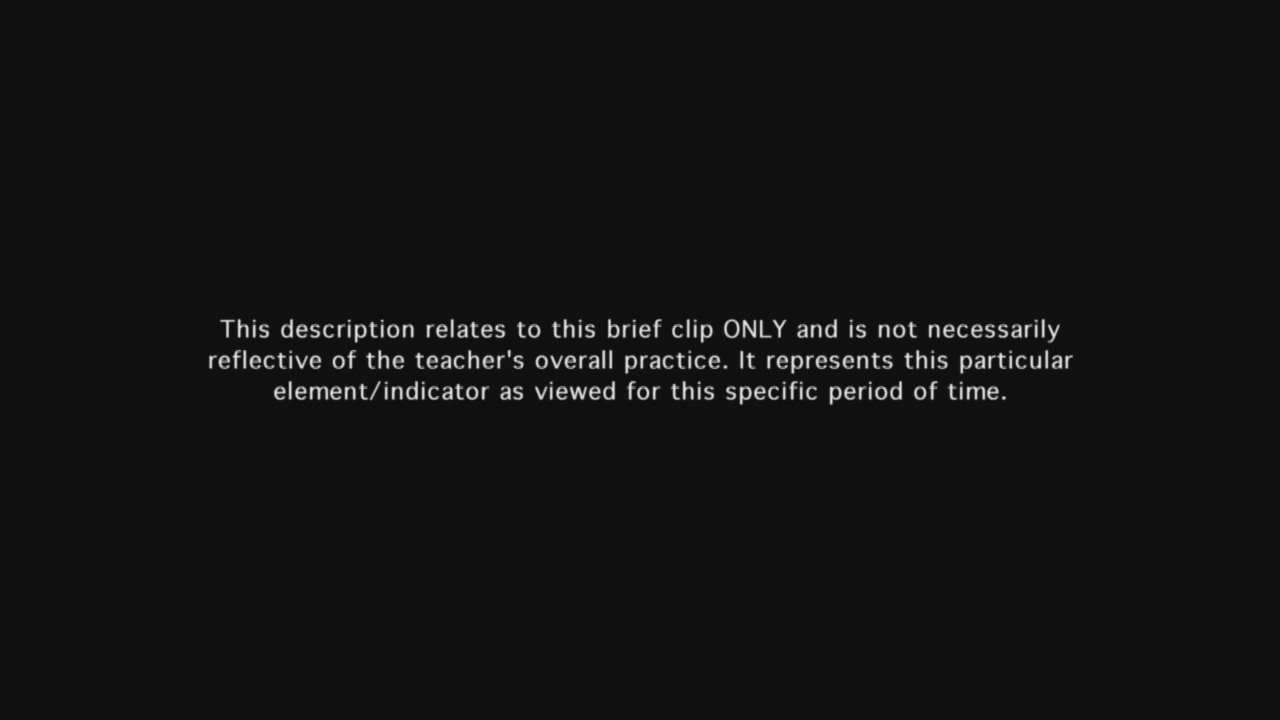 This description relates to this brief clip ONLY and is not necessarily
reflective of the teacher's overall practice. It represents this particular
element/indicator as viewed for this specific period of time.